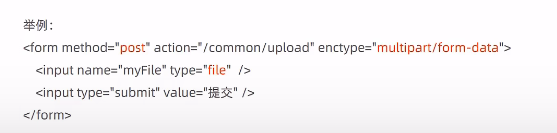 举例：
<form method="post" action="/common/upload" enctype="multipart/form-data">
<input name="myFile" type="file" />
<input type="submit" value="提交" />
</form>